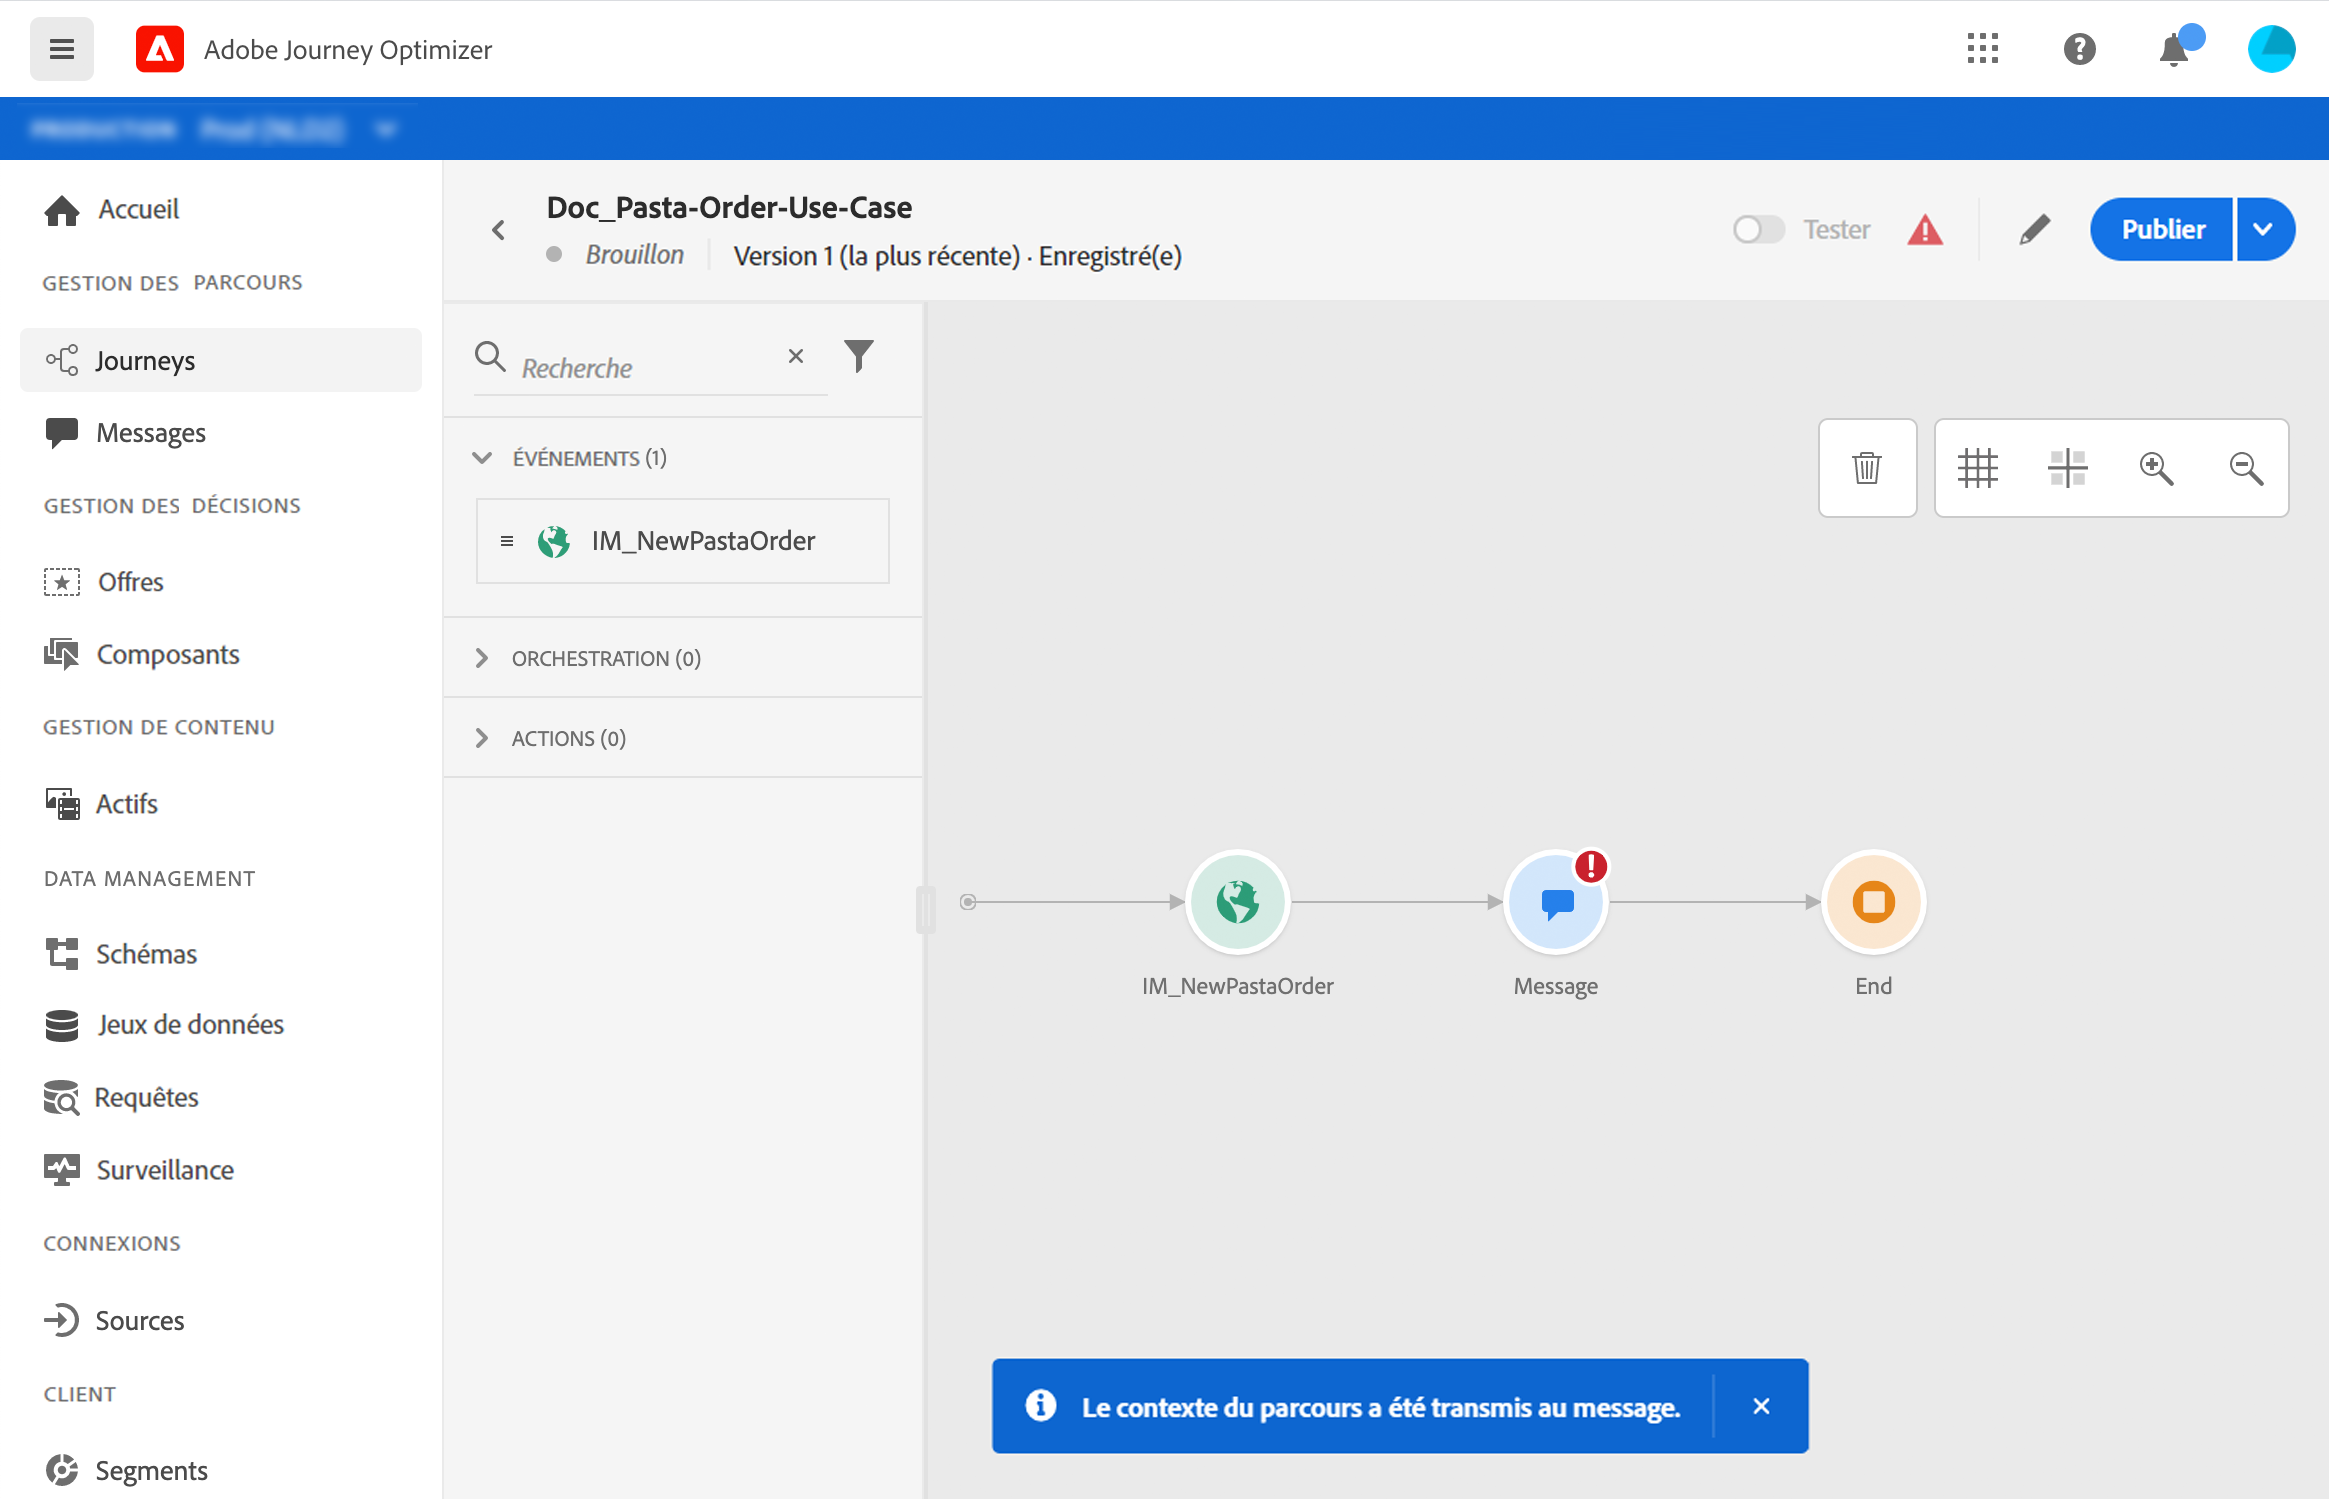 Adobe Journey Optimizer
PRODUCTION
Accueil
GESTION DES PARCOURS
Journeys
Messages
GESTION DES DÉCISIONS
Offres
Composants
GESTION DE CONTENU
Actifs
DATA MANAGEMENT
Schémas
Jeux de données
Requêtes
Surveillance
CONNEXIONS
Sources
CLIENT
Segments
Doc_Pasta-Order-Use-Case
Brouillon
Version 1 (la plus récente) · Enregistré(e)
Tester
Publier
Recherche
ÉVÉNEMENTS (1)
IM_NewPastaOrder
ORCHESTRATION (0)
ACTIONS (0)
IM_NewPastaOrder
Message
End
Le contexte du parcours a été transmis au message.